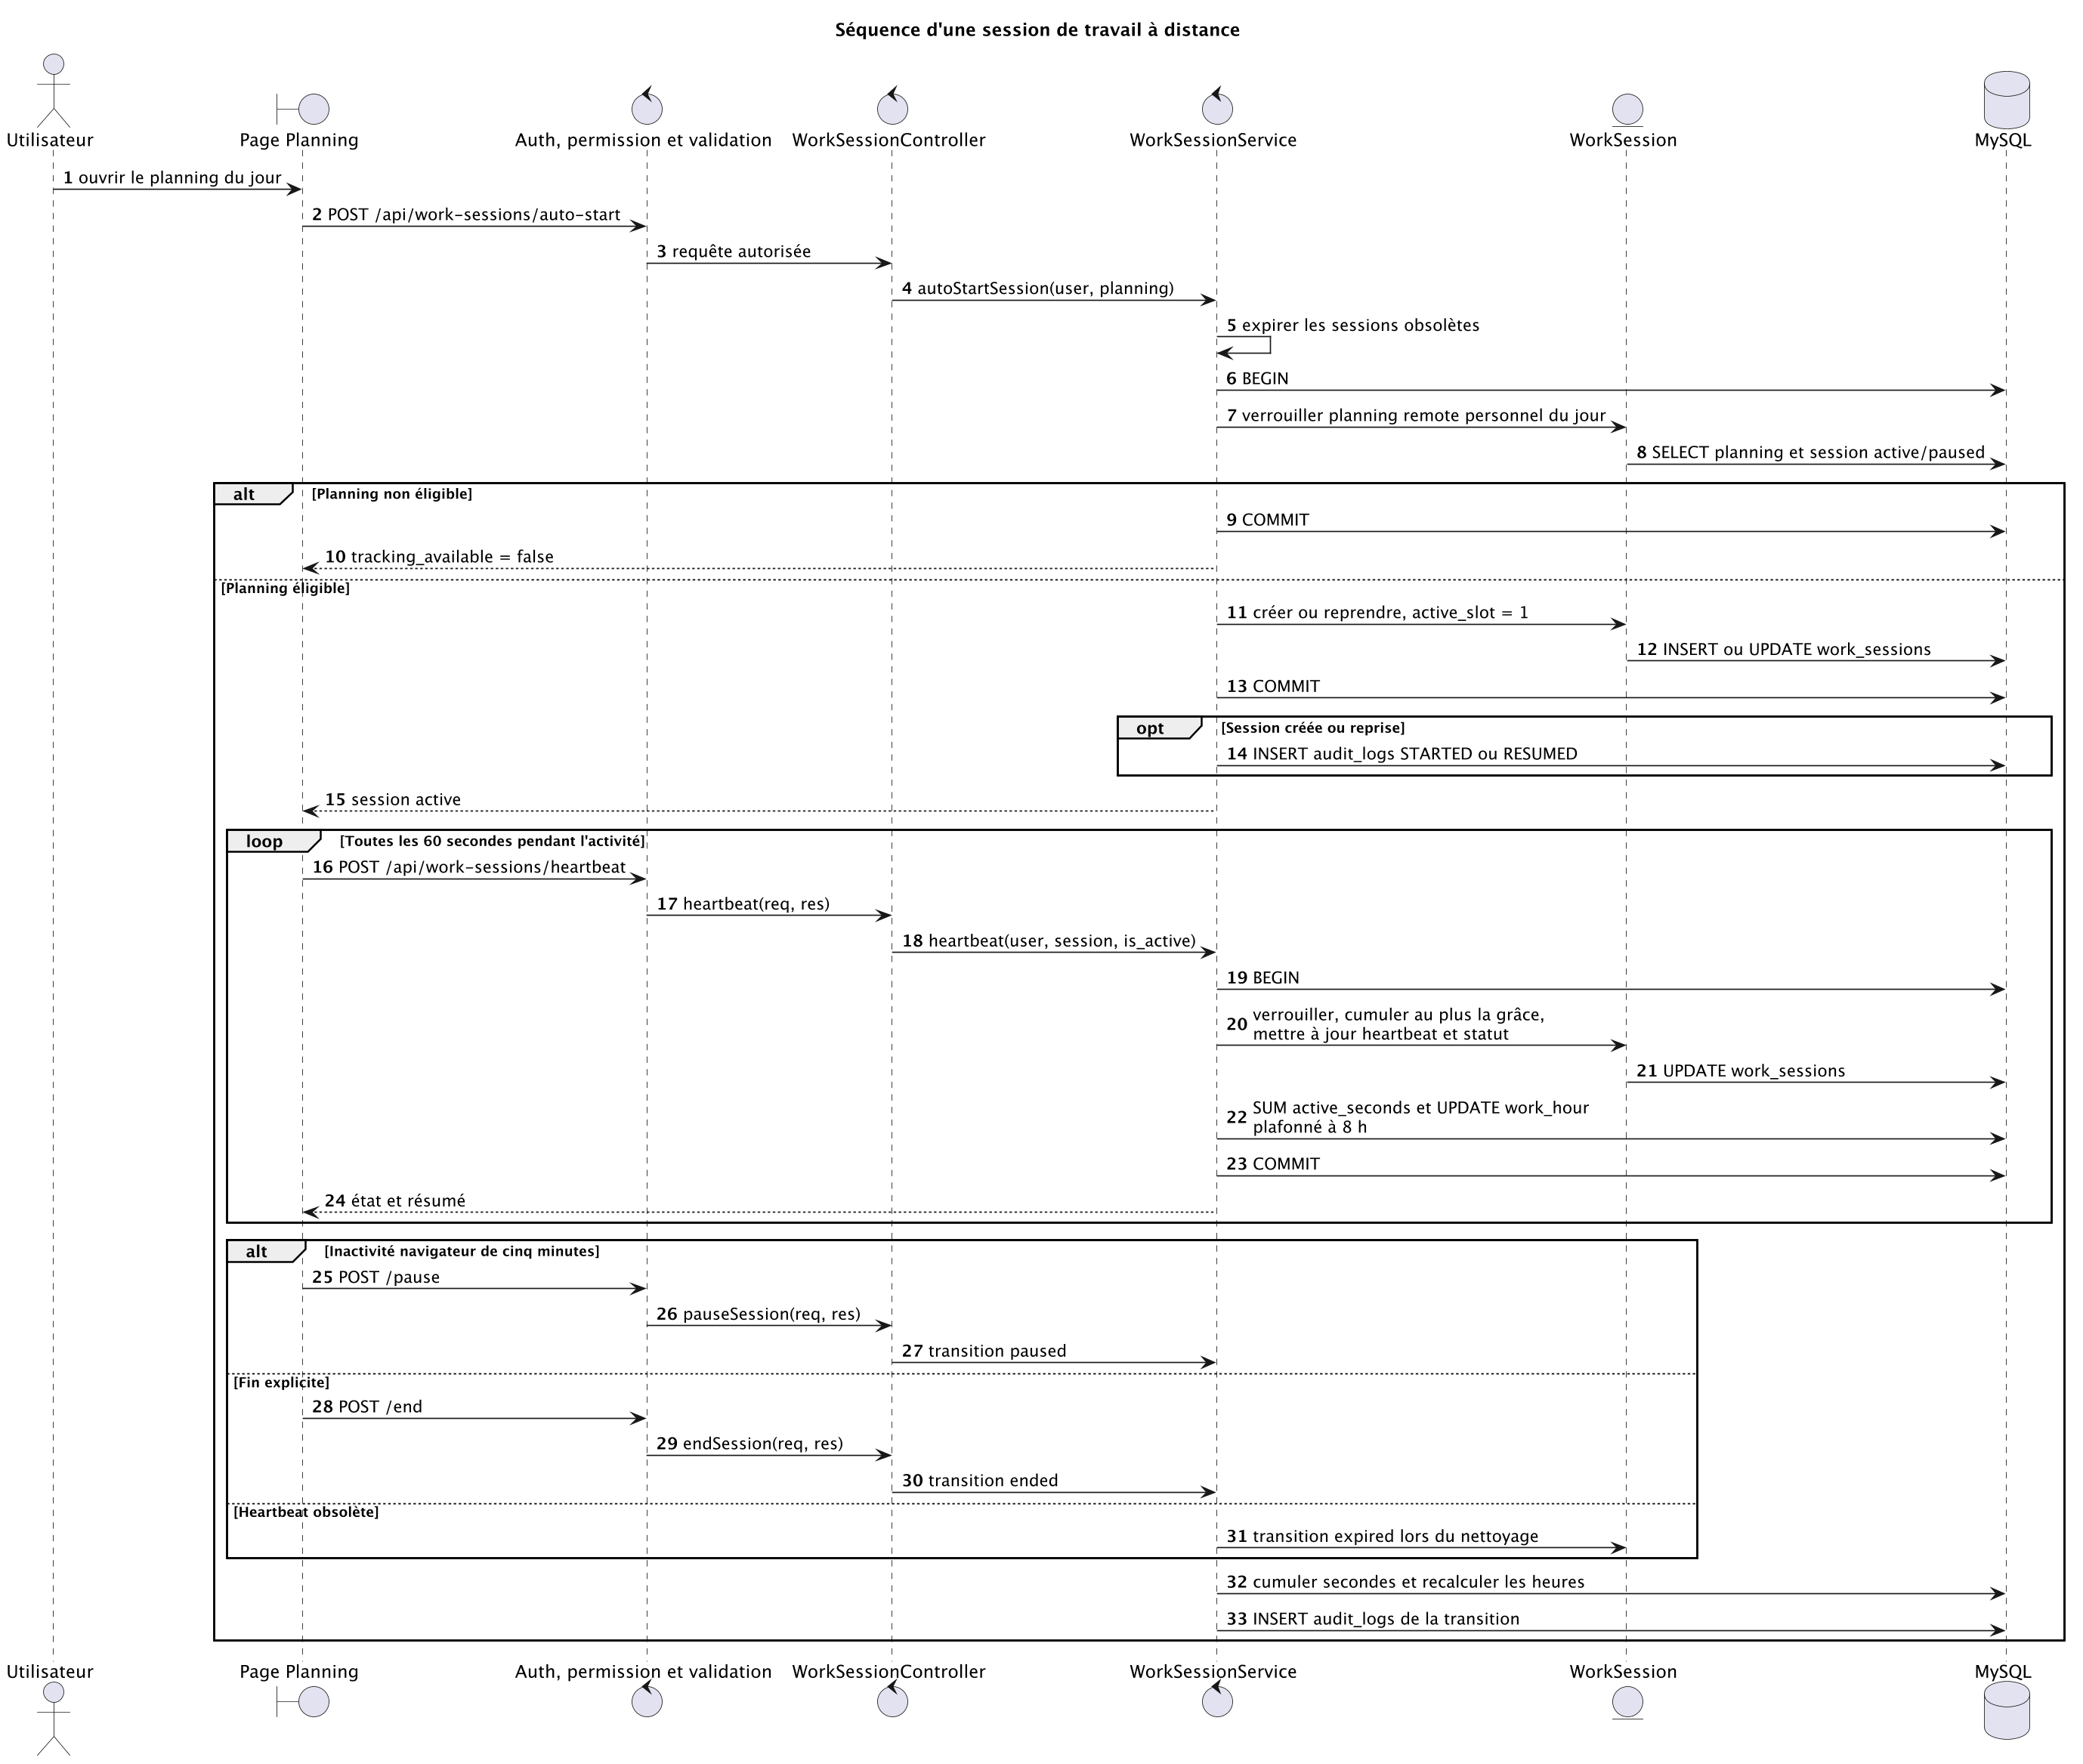 Séquence d'une session de travail à distance
Utilisateur
Page Planning
Auth, permission et validation
WorkSessionController
WorkSessionService
WorkSession
MySQL
1 ouvrir le planning du jour
2 POST /api/work-sessions/auto-start
3 requête autorisée
4 autoStartSession(user, planning)
5 expirer les sessions obsolètes
6 BEGIN
7 verrouiller planning remote personnel du jour
8 SELECT planning et session active/paused
alt [Planning non éligible]
9 COMMIT
10 tracking_available = false
[Planning éligible]
11 créer ou reprendre, active_slot = 1
12 INSERT ou UPDATE work_sessions
13 COMMIT
opt [Session créée ou reprise]
14 INSERT audit_logs STARTED ou RESUMED
15 session active
loop [Toutes les 60 secondes pendant l'activité]
16 POST /api/work-sessions/heartbeat
17 heartbeat(req, res)
18 heartbeat(user, session, is_active)
19 BEGIN
20 verrouiller, cumuler au plus la grâce,
mettre à jour heartbeat et statut
21 UPDATE work_sessions
22 SUM active_seconds et UPDATE work_hour
plafonné à 8 h
23 COMMIT
24 état et résumé
alt [Inactivité navigateur de cinq minutes]
25 POST /pause
26 pauseSession(req, res)
27 transition paused
[Fin explicite]
28 POST /end
29 endSession(req, res)
30 transition ended
[Heartbeat obsolète]
31 transition expired lors du nettoyage
32 cumuler secondes et recalculer les heures
33 INSERT audit_logs de la transition
Utilisateur
Page Planning
Auth, permission et validation
WorkSessionController
WorkSessionService
WorkSession
MySQL